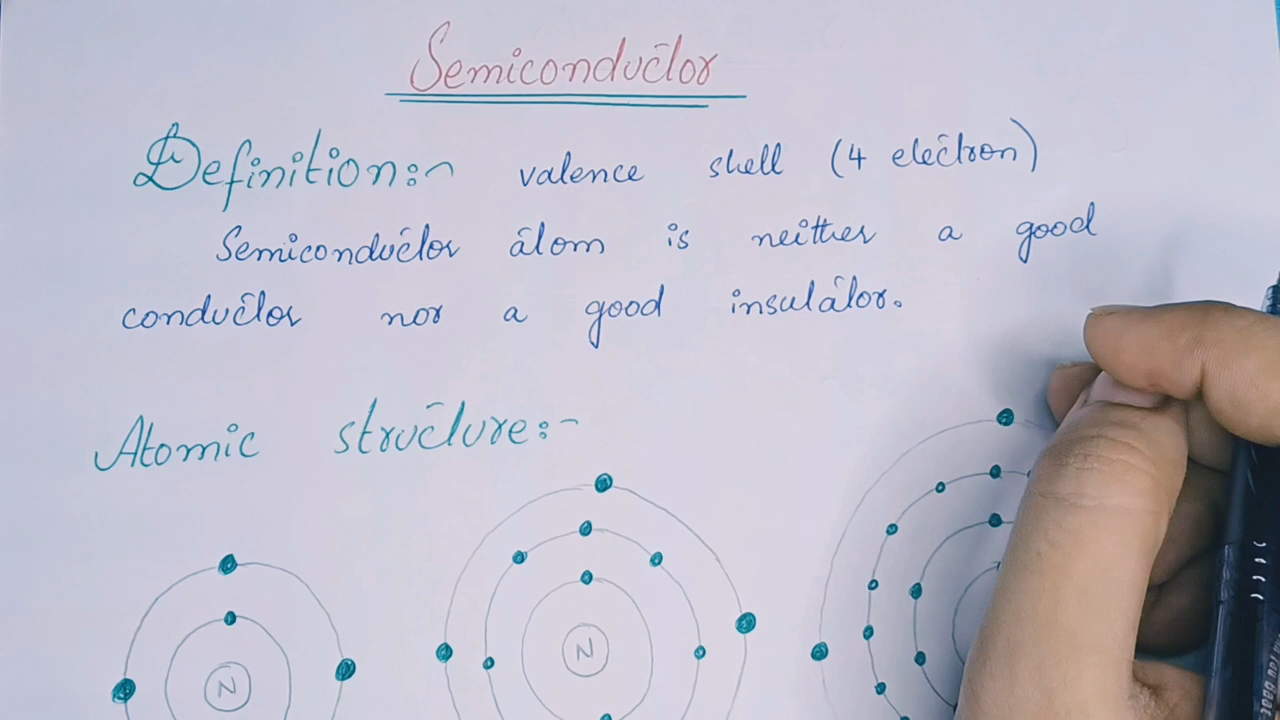 Semiconductor
Definition:- valence shell (4 electron)
Semiconductor atom is neither a good
conductor nor a good insulator.
Atomic structure:-
N N